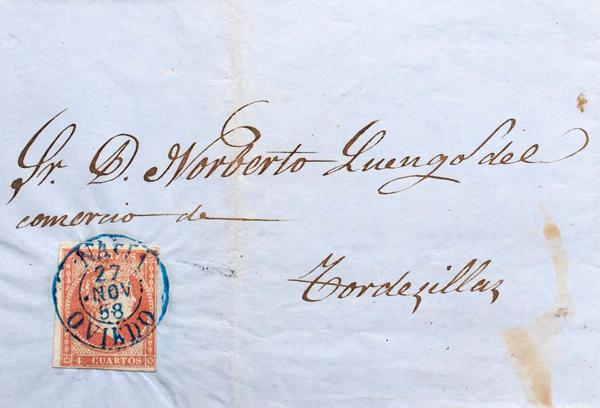 Sr. D. Norberto Luengo del
comercio de
Tordesillas
27
NOV
58
OVIEDO
4. CUARTOS